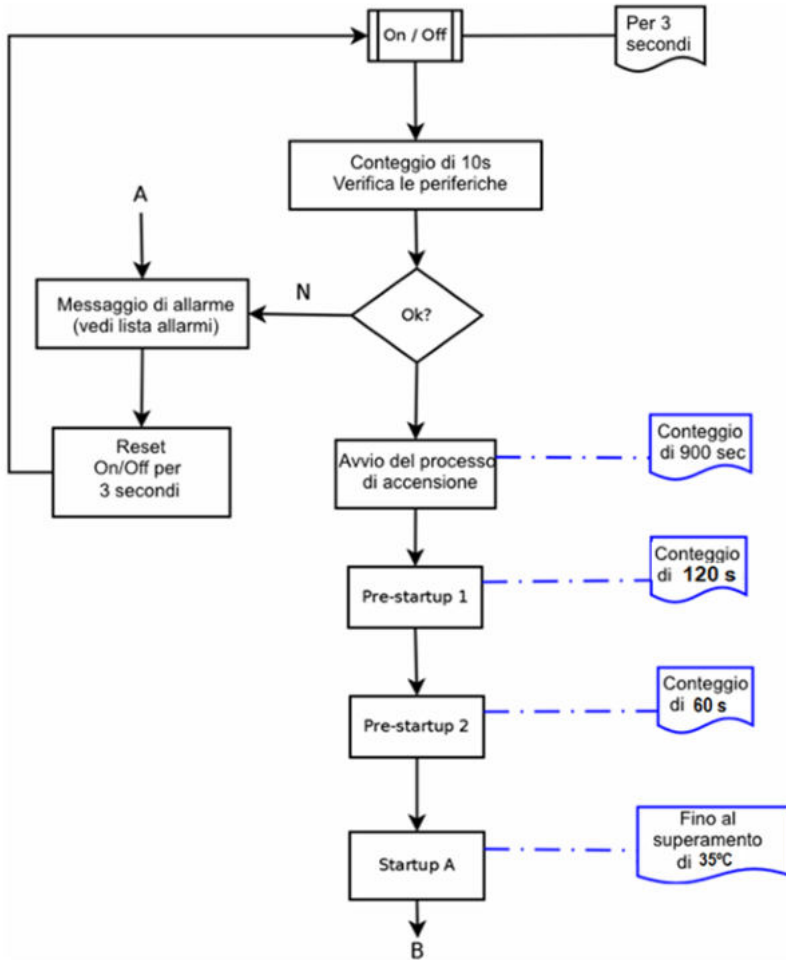 On / Off
Per 3
secondi
Conteggio di 10s
Verifica le periferiche
A
Messaggio di allarme
(vedi lista allarmi)
N
Ok?
Reset
On/Off per
3 secondi
Avvio del processo
di accensione
Conteggio
di 900 sec
Pre-startup 1
Conteggio
di 120 s
Pre-startup 2
Conteggio
di 60 s
Startup A
Fino al
superamento
di 35ºC
B